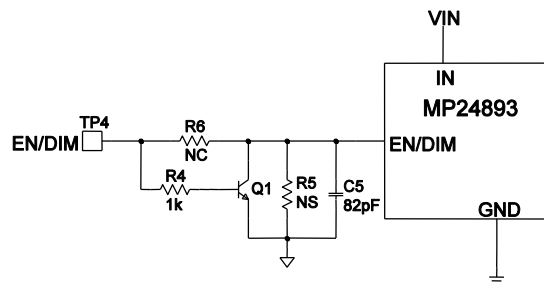 VIN
IN
MP24893
TP4
EN/DIM
R6
NC
EN/DIM
R4
1k
Q1
R5
NS
C5
82pF
GND